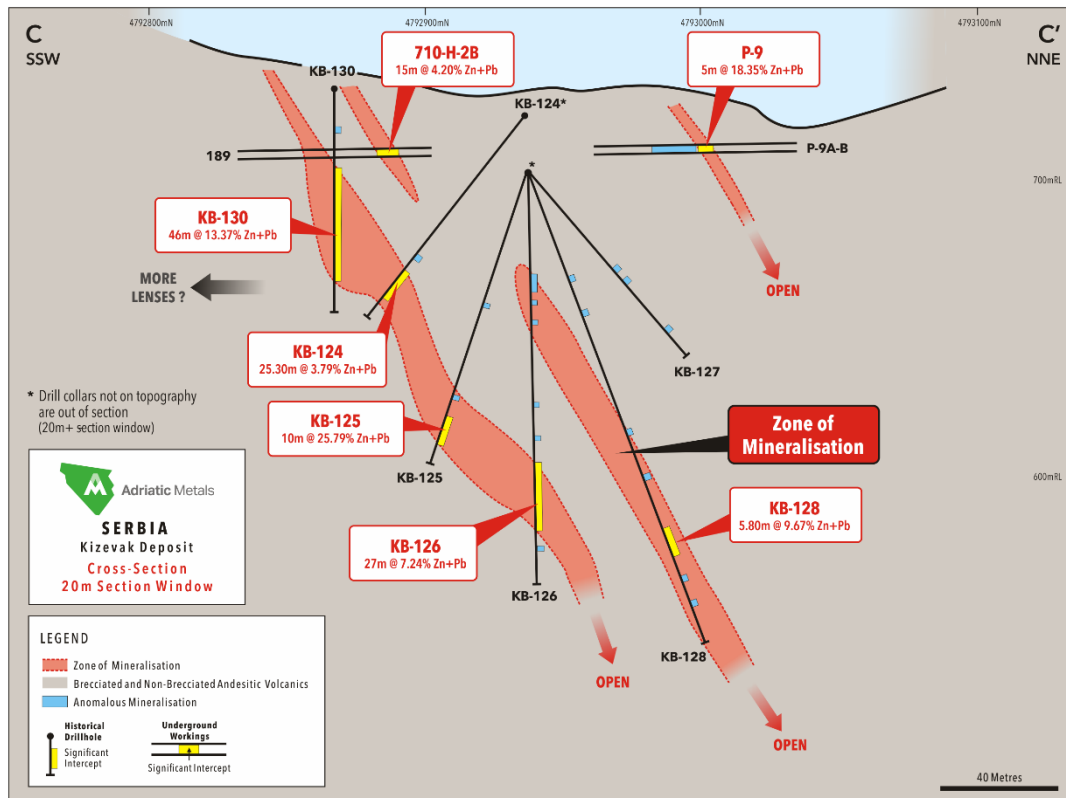 4792800mN
4792900mN
4793000mN
4793100mN
C
SSW
C′
NNE
710-H-2B
15m @ 4.20% Zn+Pb
P-9
5m @ 18.35% Zn+Pb
KB-130
KB-124*
189
P-9A-B
*
700mRL
KB-130
46m @ 13.37% Zn+Pb
MORE
LENSES ?
OPEN
KB-124
25.30m @ 3.79% Zn+Pb
KB-127
* Drill collars not on topography
are out of section
(20m+ section window)
KB-125
10m @ 25.79% Zn+Pb
Zone of
Mineralisation
KB-125
600mRL
Adriatic Metals
SERBIA
Kizevak Deposit
Cross-Section
20m Section Window
KB-128
5.80m @ 9.67% Zn+Pb
KB-126
27m @ 7.24% Zn+Pb
KB-126
KB-128
OPEN
OPEN
LEGEND
Zone of Mineralisation
Brecciated and Non-Brecciated Andesitic Volcanics
Anomalous Mineralisation
Historical
Drillhole
Significant
Intercept
Underground
Workings
Significant Intercept
40 Metres